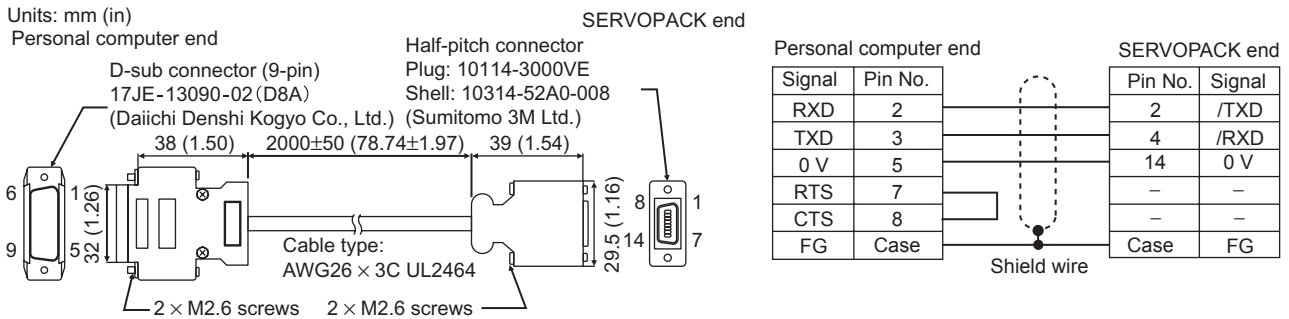 Units: mm (in)
Personal computer end
SERVOPACK end
D-sub connector (9-pin)
17JE-13090-02(D8A)
(Daiichi Denshi Kogyo Co., Ltd.)
Half-pitch connector
Plug: 10114-3000VE
Shell: 10314-52A0-008
(Sumitomo 3M Ltd.)
38 (1.50)
2000±50 (78.74±1.97)
39 (1.54)
6
1
9
5
32 (1.26)
29.5 (1.16)
8
1
14
7
Cable type:
AWG26 × 3C UL2464
2 × M2.6 screws
2 × M2.6 screws
Personal computer end
SERVOPACK end
Signal Pin No. Pin No. Signal
RXD 2 2 /TXD
TXD 3 4 /RXD
0 V 5 14 0 V
RTS 7 – –
CTS 8 – –
FG Case Case FG
Shield wire